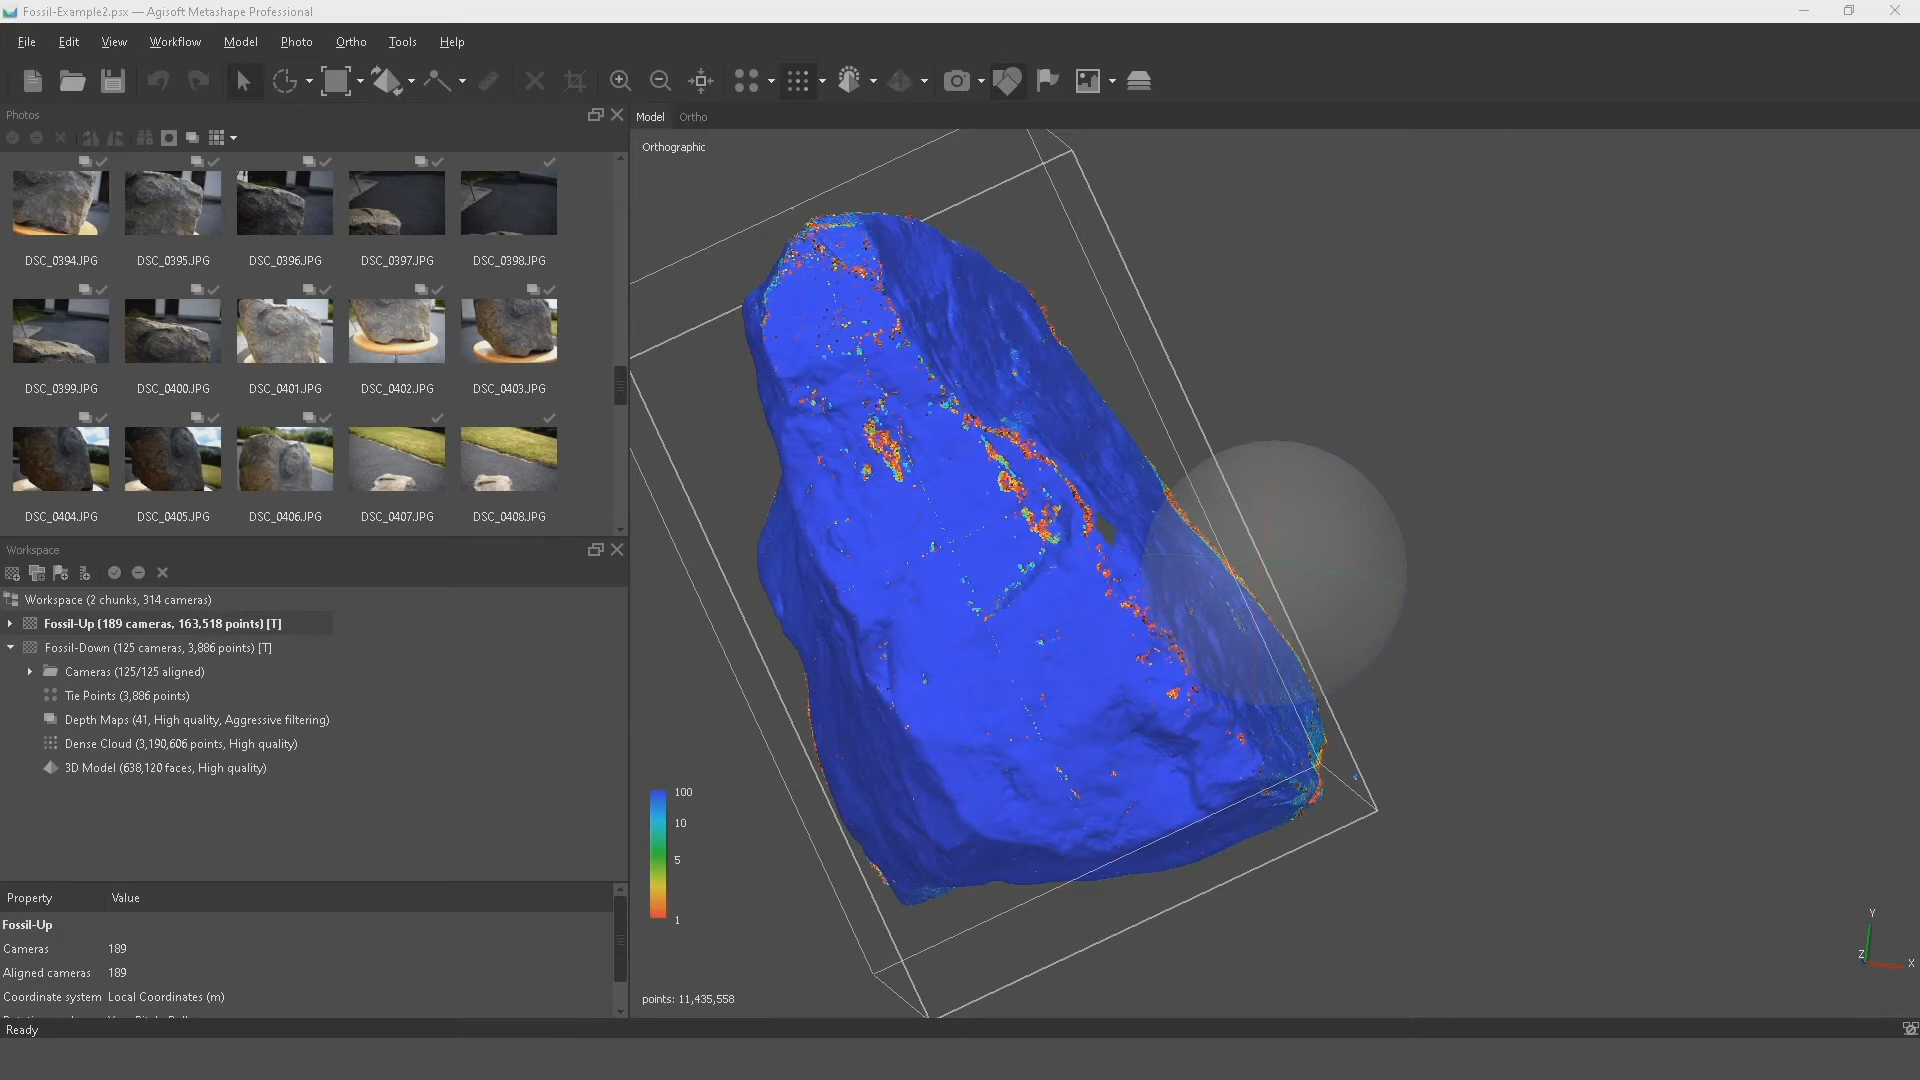 Fossil-Example2.psx — Agisoft Metashape Professional
File Edit View Workflow Model Photo Ortho Tools Help
Photos
DSC_0394.JPG DSC_0395.JPG DSC_0396.JPG DSC_0397.JPG DSC_0398.JPG
DSC_0399.JPG DSC_0400.JPG DSC_0401.JPG DSC_0402.JPG DSC_0403.JPG
DSC_0404.JPG DSC_0405.JPG DSC_0406.JPG DSC_0407.JPG DSC_0408.JPG
Workspace
Workspace (2 chunks, 314 cameras)
Fossil-Up (189 cameras, 163,518 points) [T]
Fossil-Down (125 cameras, 3,886 points) [T]
Cameras (125/125 aligned)
Tie Points (3,886 points)
Depth Maps (41, High quality, Aggressive filtering)
Dense Cloud (3,190,606 points, High quality)
3D Model (638,120 faces, High quality)
Property Value
Fossil-Up
Cameras 189
Aligned cameras 189
Coordinate system Local Coordinates (m)
Ready
Model Ortho
Orthographic
100
10
5
1
points: 11,435,558
Y
Z
X